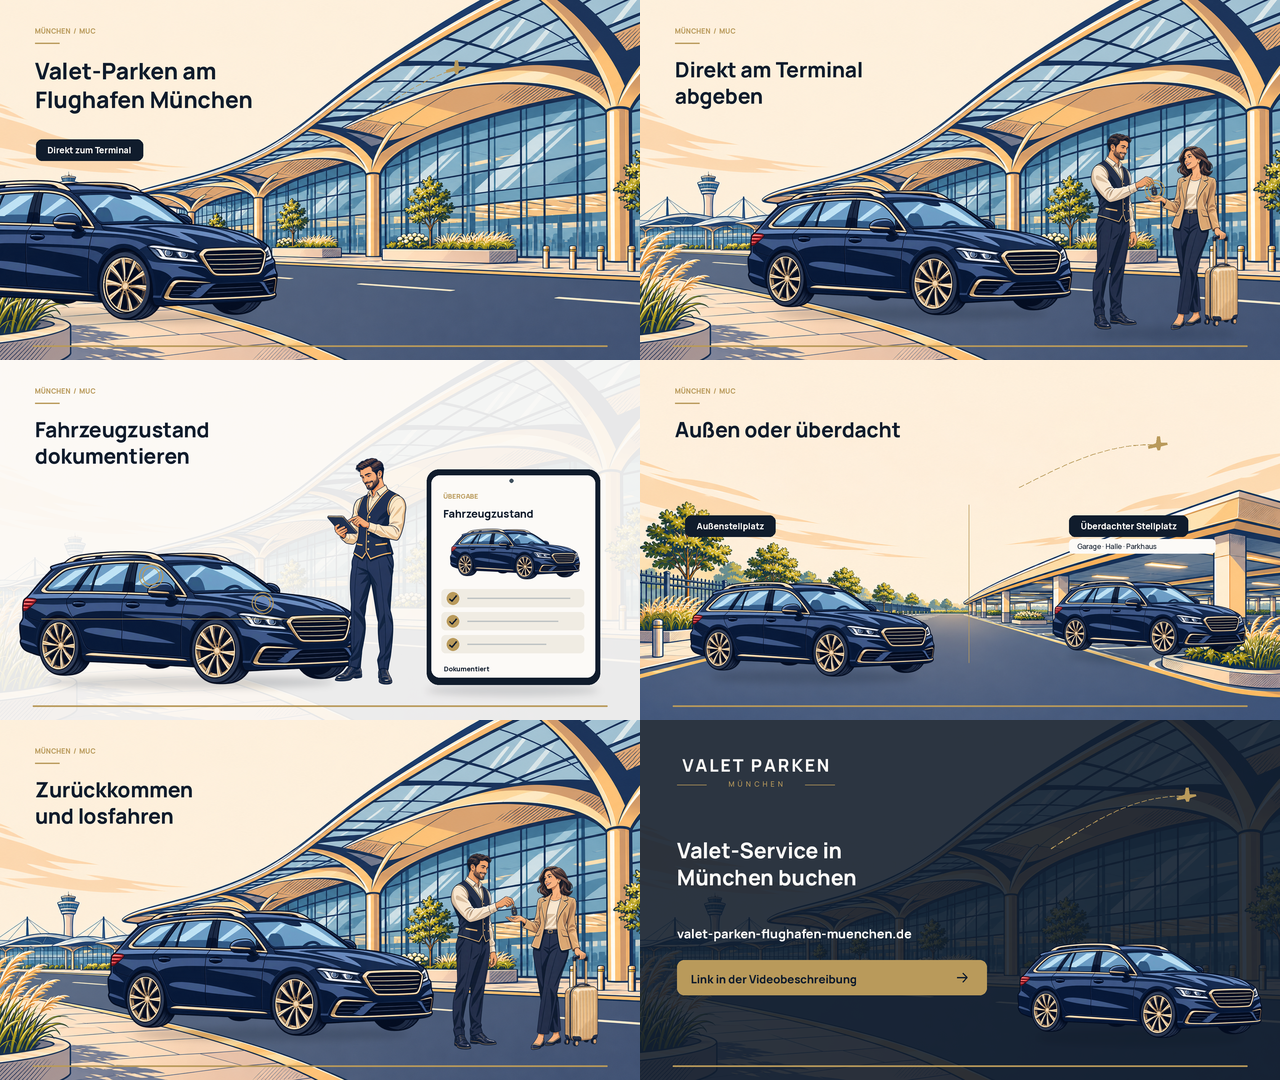 MÜNCHEN / MUC
Valet-Parken am
Flughafen München
Direkt zum Terminal
MÜNCHEN / MUC
Direkt am Terminal
abgeben
MÜNCHEN / MUC
Fahrzeugzustand
dokumentieren
ÜBERGABE
Fahrzeugzustand
Dokumentiert
MÜNCHEN / MUC
Außen oder überdacht
Außenstellplatz
Überdachter Stellplatz
Garage · Halle · Parkhaus
MÜNCHEN / MUC
Zurückkommen
und losfahren
VALET PARKEN
MÜNCHEN
Valet-Service in
München buchen
valet-parken-flughafen-muenchen.de
Link in der Videobeschreibung →